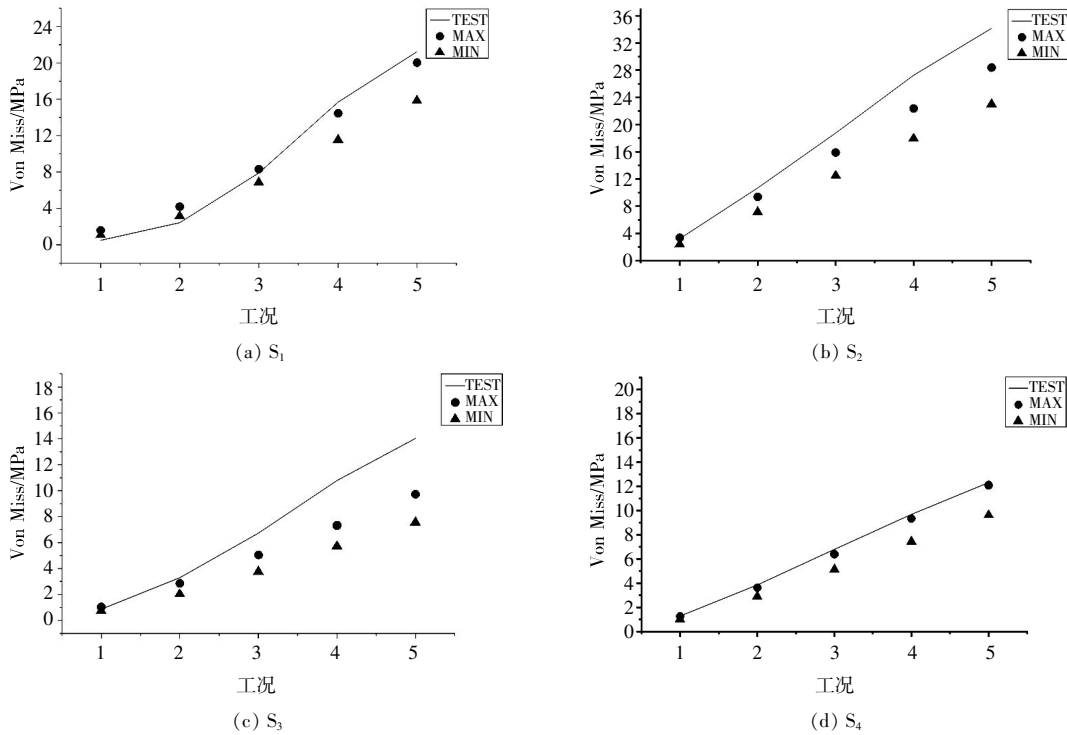 TEST
MAX
MIN
24
20
16
12
8
4
0
Von Miss/MPa
1 2 3 4 5
工况
(a) S₁
TEST
MAX
MIN
36
32
28
24
20
16
12
8
4
0
Von Miss/MPa
1 2 3 4 5
工况
(b) S₂
TEST
MAX
MIN
18
16
14
12
10
8
6
4
2
0
Von Miss/MPa
1 2 3 4 5
工况
(c) S₃
TEST
MAX
MIN
20
18
16
14
12
10
8
6
4
2
0
Von Miss/MPa
1 2 3 4 5
工况
(d) S₄